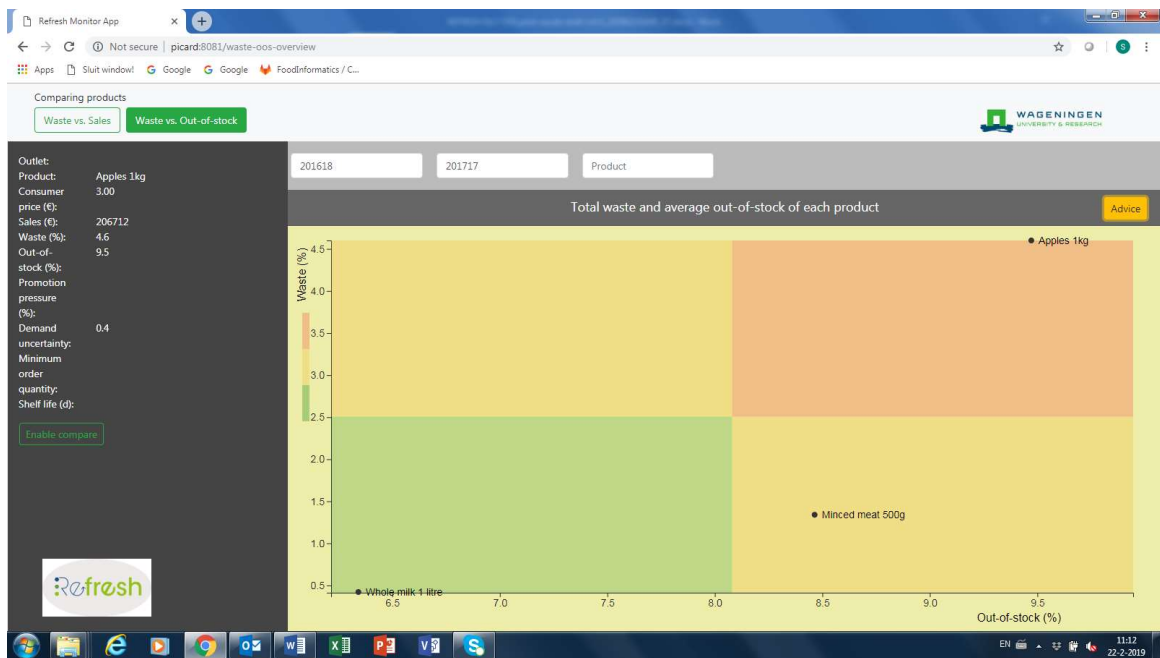 Refresh Monitor App
Not secure | picard:8081/waste-oos-overview
S
Apps Sluit window! Google Google FoodInformatics / C...
Comparing products
Waste vs. Sales Waste vs. Out-of-stock
WAGENINGEN
UNIVERSITY & RESEARCH
Outlet:
Product: Apples 1kg
Consumer 3.00
price (€):
Sales (€): 206712
Waste (%): 4.6
Out-of- 9.5
stock (%):
Promotion
pressure
(%):
Demand 0.4
uncertainty:
Minimum
order
quantity:
Shelf life (d):
Enable compare
Refresh
201618 201717 Product
Total waste and average out-of-stock of each product
Advice
Waste (%)
4.5
4.0
3.5
3.0
2.5
2.0
1.5
1.0
0.5
Apples 1kg
Minced meat 500g
Whole milk 1 litre
6.5 7.0 7.5 8.0 8.5 9.0 9.5
Out-of-stock (%)
EN 11:12
22-2-2019